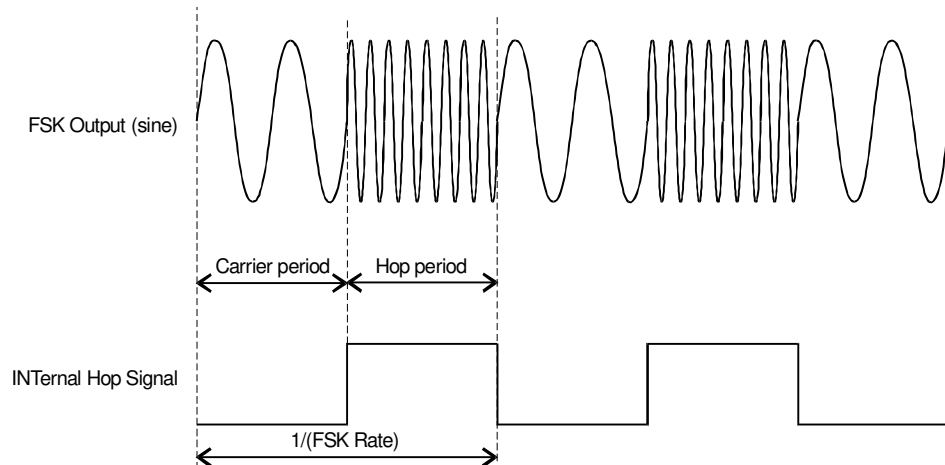 FSK Output (sine)
Carrier period
Hop period
INTernal Hop Signal
1/(FSK Rate)